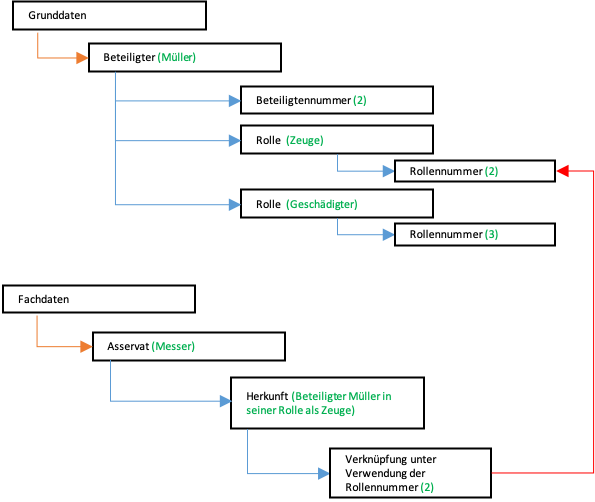 Grunddaten
Beteiligter (Müller)
Beteiligtennummer (2)
Rolle (Zeuge)
Rollennummer (2)
Rolle (Geschädigter)
Rollennummer (3)
Fachdaten
Asservat (Messer)
Herkunft (Beteiligter Müller in
seiner Rolle als Zeuge)
Verknüpfung unter
Verwendung der
Rollennummer (2)